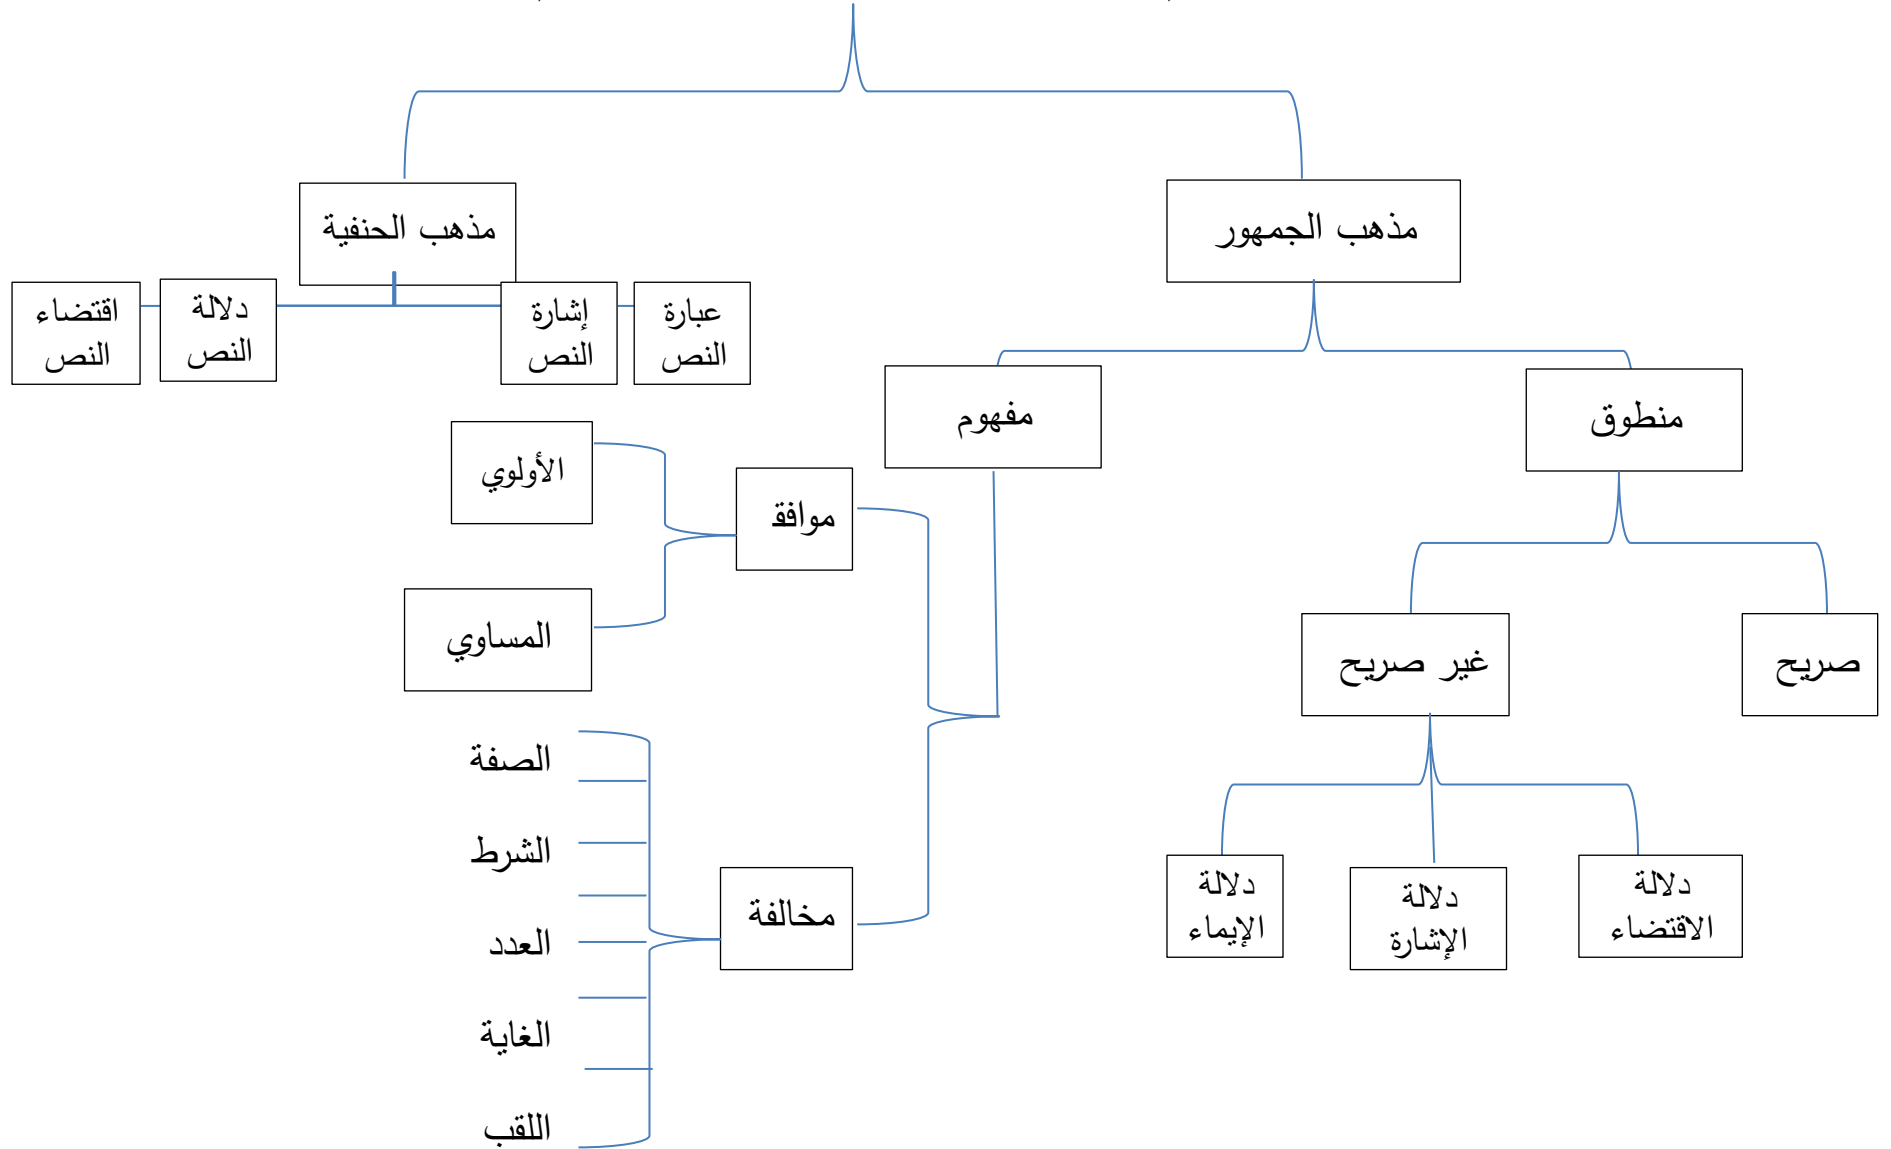 مذهب الجمهور
مذهب الحنفية
عبارة
النص
إشارة
النص
دلالة
النص
اقتضاء
النص
منطوق
مفهوم
موافقـ
الأولوي
المساوي
صريح
غير صريح
دلالة
الاقتضاء
دلالة
الإشارة
دلالة
الإيماء
مخالفة
الصفة
الشرط
العدد
الغاية
اللقب